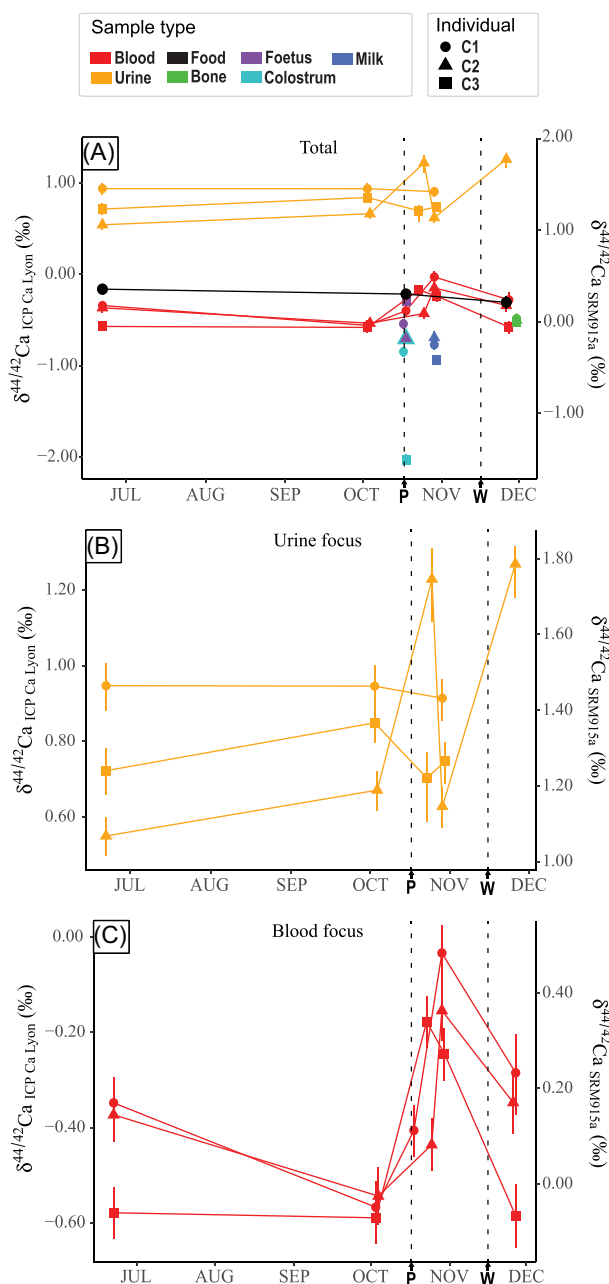 Sample type
Blood Food Foetus Milk
Urine Bone Colostrum
Individual
C1
C2
C3
(A) Total
δ44/42Ca ICP Ca Lyon (‰)
1.00
0.00
−1.00
−2.00
2.00
1.00
0.00
−1.00
δ44/42Ca SRM915a (‰)
JUL AUG SEP OCT P NOV W DEC
(B) Urine focus
δ44/42Ca ICP Ca Lyon (‰)
1.20
1.00
0.80
0.60
1.80
1.60
1.40
1.20
1.00
δ44/42Ca SRM915a (‰)
JUL AUG SEP OCT P NOV W DEC
(C) Blood focus
δ44/42Ca ICP Ca Lyon (‰)
0.00
−0.20
−0.40
−0.60
0.40
0.20
0.00
δ44/42Ca SRM915a (‰)
JUL AUG SEP OCT P NOV W DEC